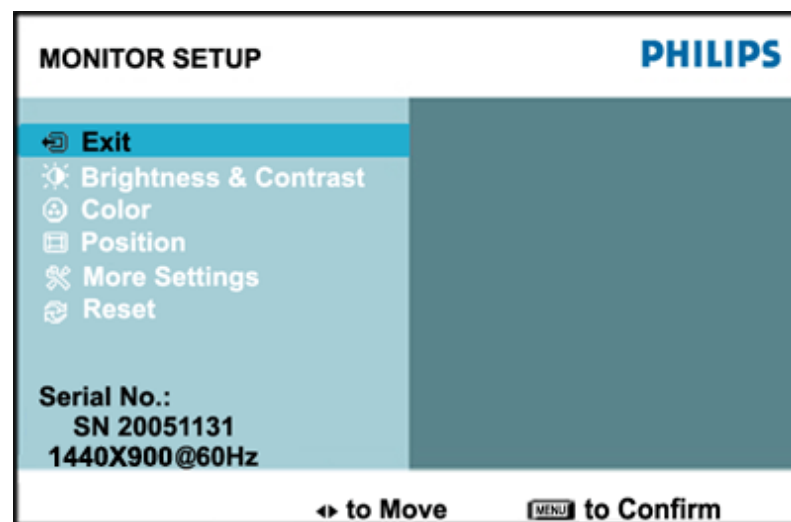 MONITOR SETUP
PHILIPS
Exit
Brightness & Contrast
Color
Position
More Settings
Reset
Serial No.:
SN 20051131
1440X900@60Hz
to Move
MENU to Confirm